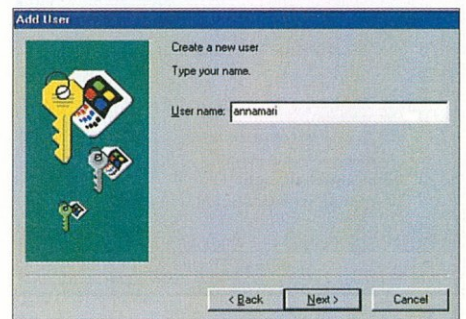 Add User
Create a new user
Type your name.
User name: annamari
< Back Next > Cancel